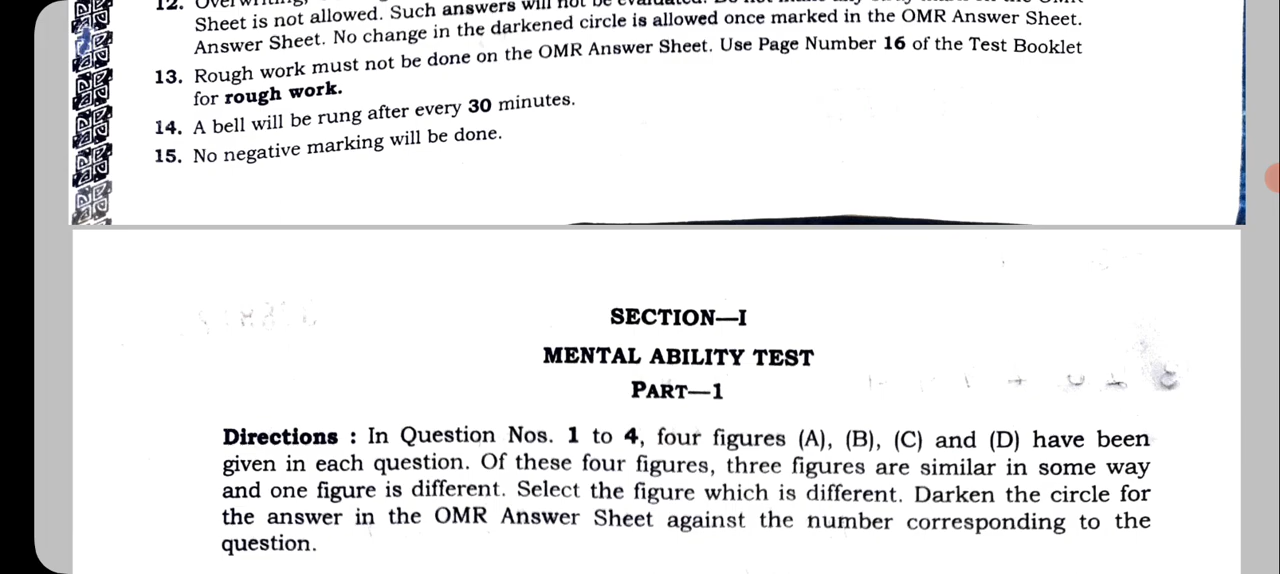 12. Overwriting,
Sheet is not allowed. Such answers will not be evaluated. Do not make any
Answer Sheet. No change in the darkened circle is allowed once marked in the OMR Answer Sheet.
13. Rough work must not be done on the OMR Answer Sheet. Use Page Number 16 of the Test Booklet
for rough work.
14. A bell will be rung after every 30 minutes.
15. No negative marking will be done.
SECTION—I
MENTAL ABILITY TEST
PART—1
Directions : In Question Nos. 1 to 4, four figures (A), (B), (C) and (D) have been
given in each question. Of these four figures, three figures are similar in some way
and one figure is different. Select the figure which is different. Darken the circle for
the answer in the OMR Answer Sheet against the number corresponding to the
question.